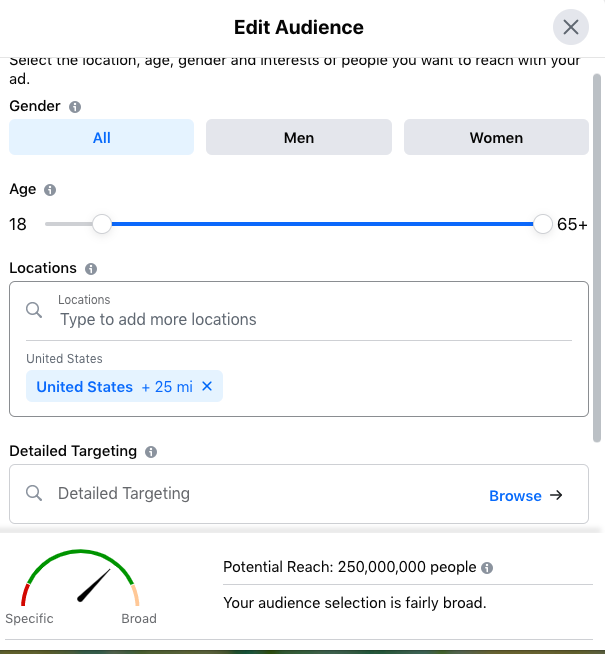 Edit Audience
Select the location, age, gender and interests of people you want to reach with your
ad.
Gender
All
Men
Women
Age
18
65+
Locations
Locations
Type to add more locations
United States
United States + 25 mi
Detailed Targeting
Detailed Targeting
Browse
Specific
Broad
Potential Reach: 250,000,000 people
Your audience selection is fairly broad.